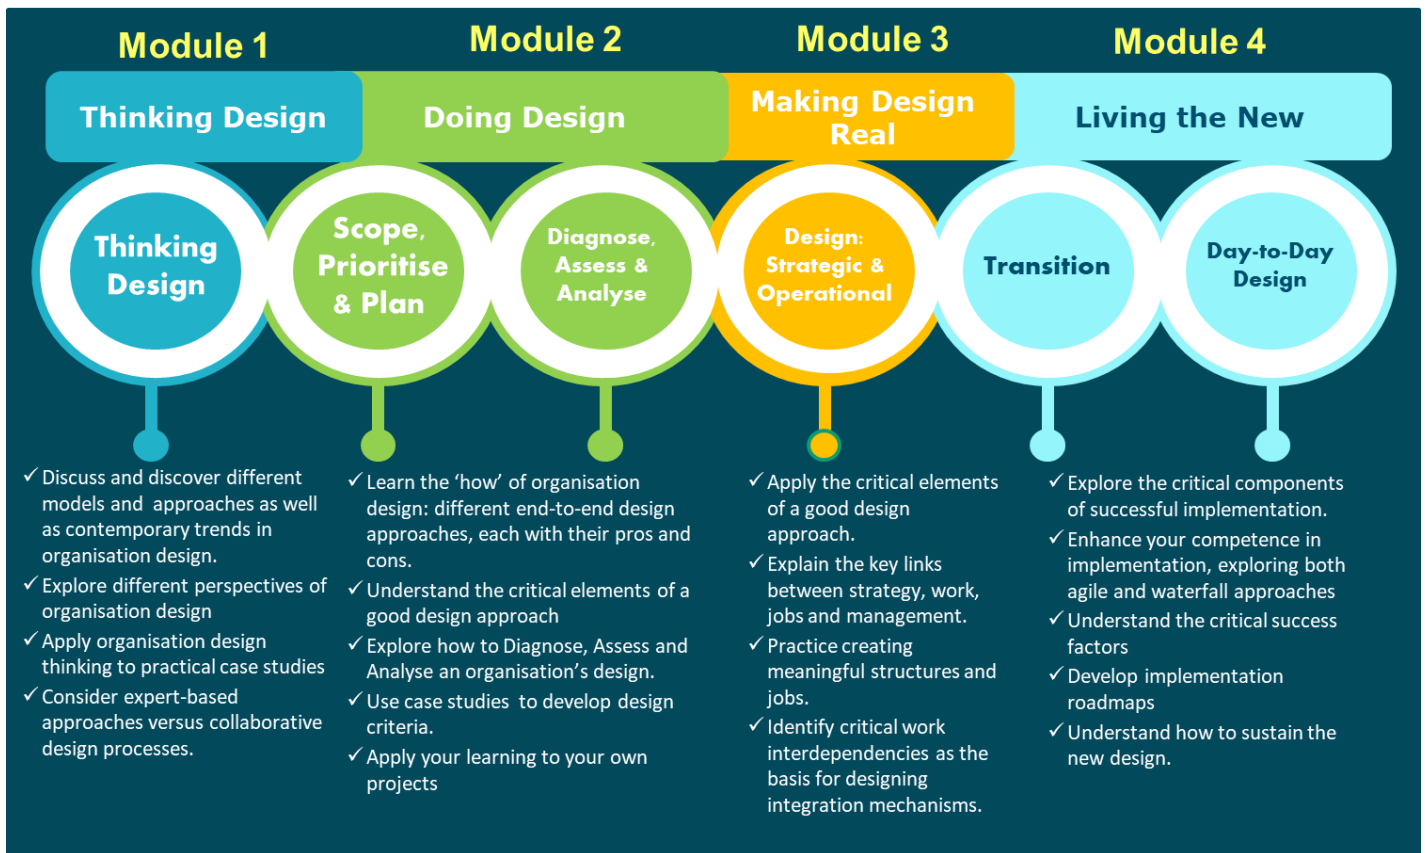 Module 1
Module 2
Module 3
Module 4
Thinking Design
Doing Design
Making Design
Real
Living the New
Thinking
Design
Scope,
Prioritise
& Plan
Diagnose,
Assess &
Analyse
Design:
Strategic &
Operational
Transition
Day-to-Day
Design
✓ Discuss and discover different
models and approaches as well
as contemporary trends in
organisation design.
✓ Explore different perspectives of
organisation design
✓ Apply organisation design
thinking to practical case studies
✓ Consider expert-based
approaches versus collaborative
design processes.
✓ Learn the ‘how’ of organisation
design: different end-to-end design
approaches, each with their pros and
cons.
✓ Understand the critical elements of a
good design approach
✓ Explore how to Diagnose, Assess and
Analyse an organisation’s design.
✓ Use case studies to develop design
criteria.
✓ Apply your learning to your own
projects
✓ Apply the critical elements
of a good design
approach.
✓ Explain the key links
between strategy, work,
jobs and management.
✓ Practice creating
meaningful structures and
jobs.
✓ Identify critical work
interdependencies as the
basis for designing
integration mechanisms.
✓ Explore the critical components
of successful implementation.
✓ Enhance your competence in
implementation, exploring both
agile and waterfall approaches
✓ Understand the critical success
factors
✓ Develop implementation
roadmaps
✓ Understand how to sustain the
new design.